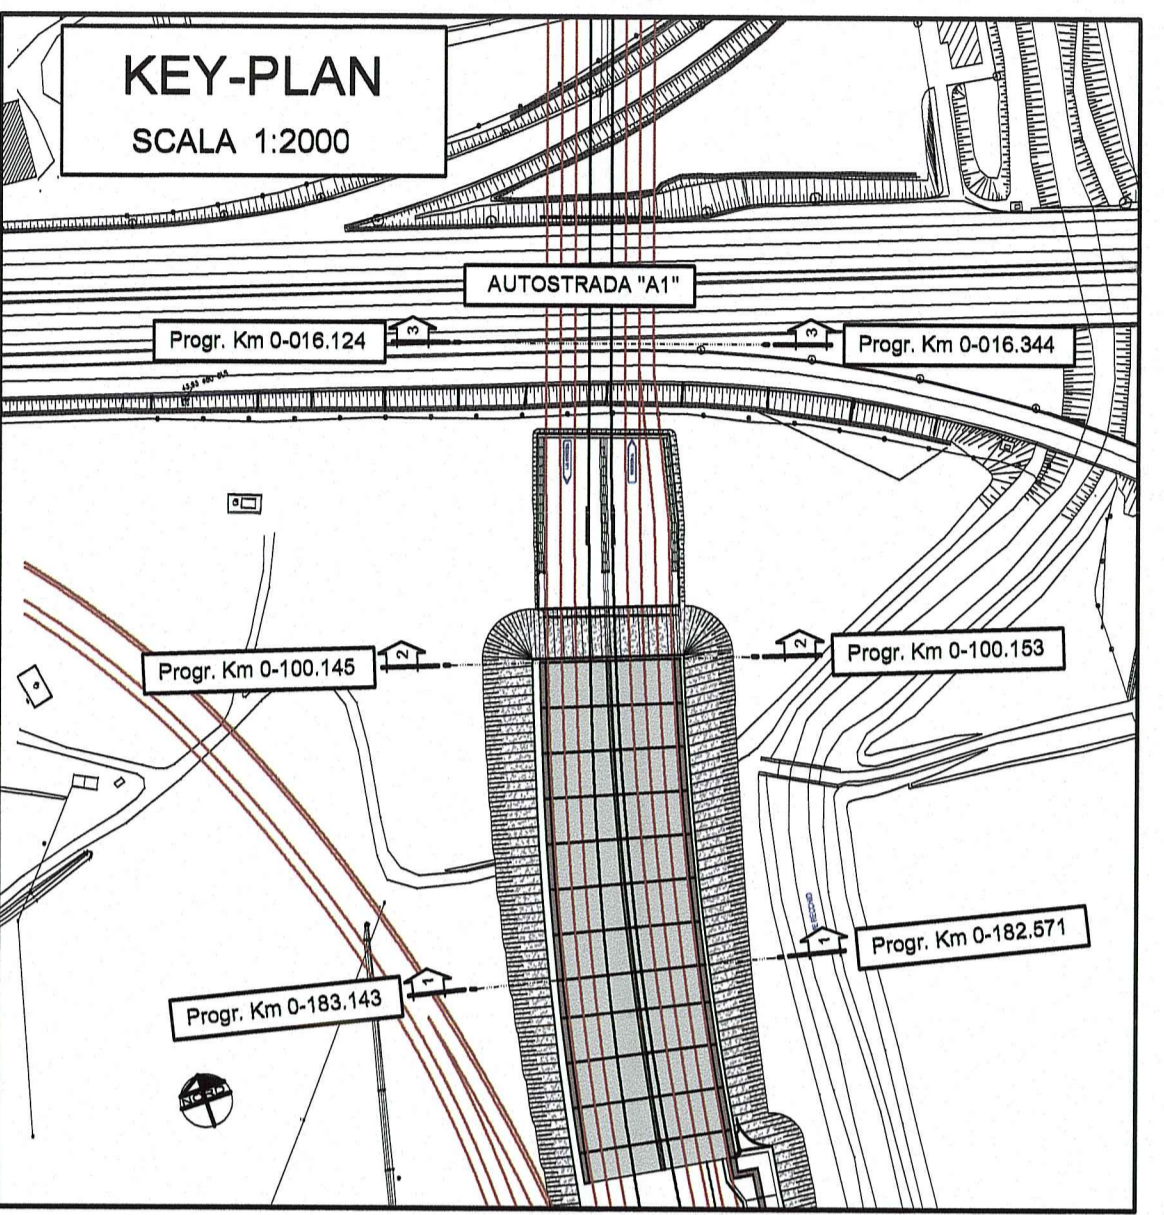 KEY-PLAN
SCALA 1:2000
AUTOSTRADA "A1"
Progr. Km 0-016.124
3
3
Progr. Km 0-016.344
Progr. Km 0-100.145
2
2
Progr. Km 0-100.153
Progr. Km 0-183.143
1
1
Progr. Km 0-182.571
NORD